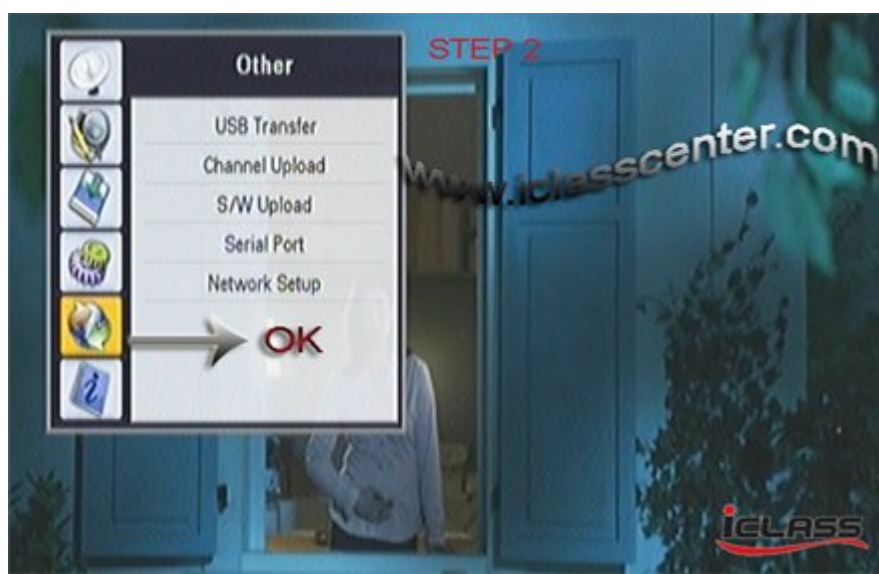 Other
STEP 2
USB Transfer
Channel Upload
www.iclasscenter.com
S/W Upload
Serial Port
Network Setup
OK
iCLASS